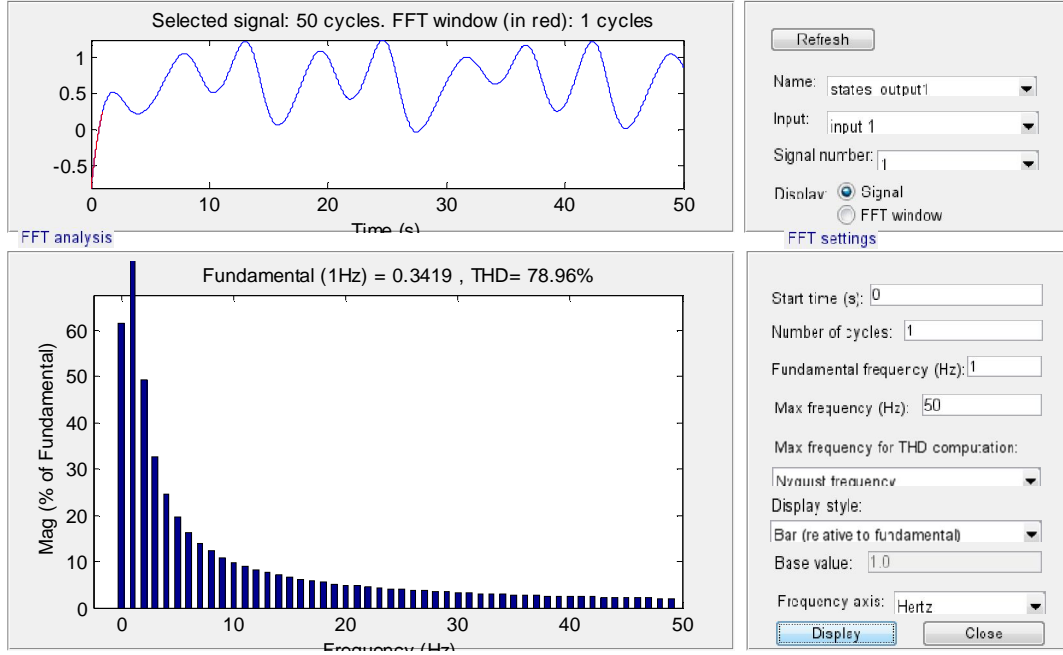 Selected signal: 50 cycles. FFT window (in red): 1 cycles
1
0.5
0
-0.5
0 10 20 30 40 50
Time (s)
Refresh
Name: states_output1
Input: input 1
Signal number: 1
Display: Signal
FFT window
FFT analysis
Fundamental (1Hz) = 0.3419 , THD= 78.96%
Mag (% of Fundamental)
60
50
40
30
20
10
0
0 10 20 30 40 50
Frequency (Hz)
FFT settings
Start time (s): 0
Number of cycles: 1
Fundamental frequency (Hz): 1
Max frequency (Hz): 50
Max frequency for THD computation:
Nyquist frequency
Display style:
Bar (relative to fundamental)
Base value: 1.0
Frequency axis: Hertz
Display Close